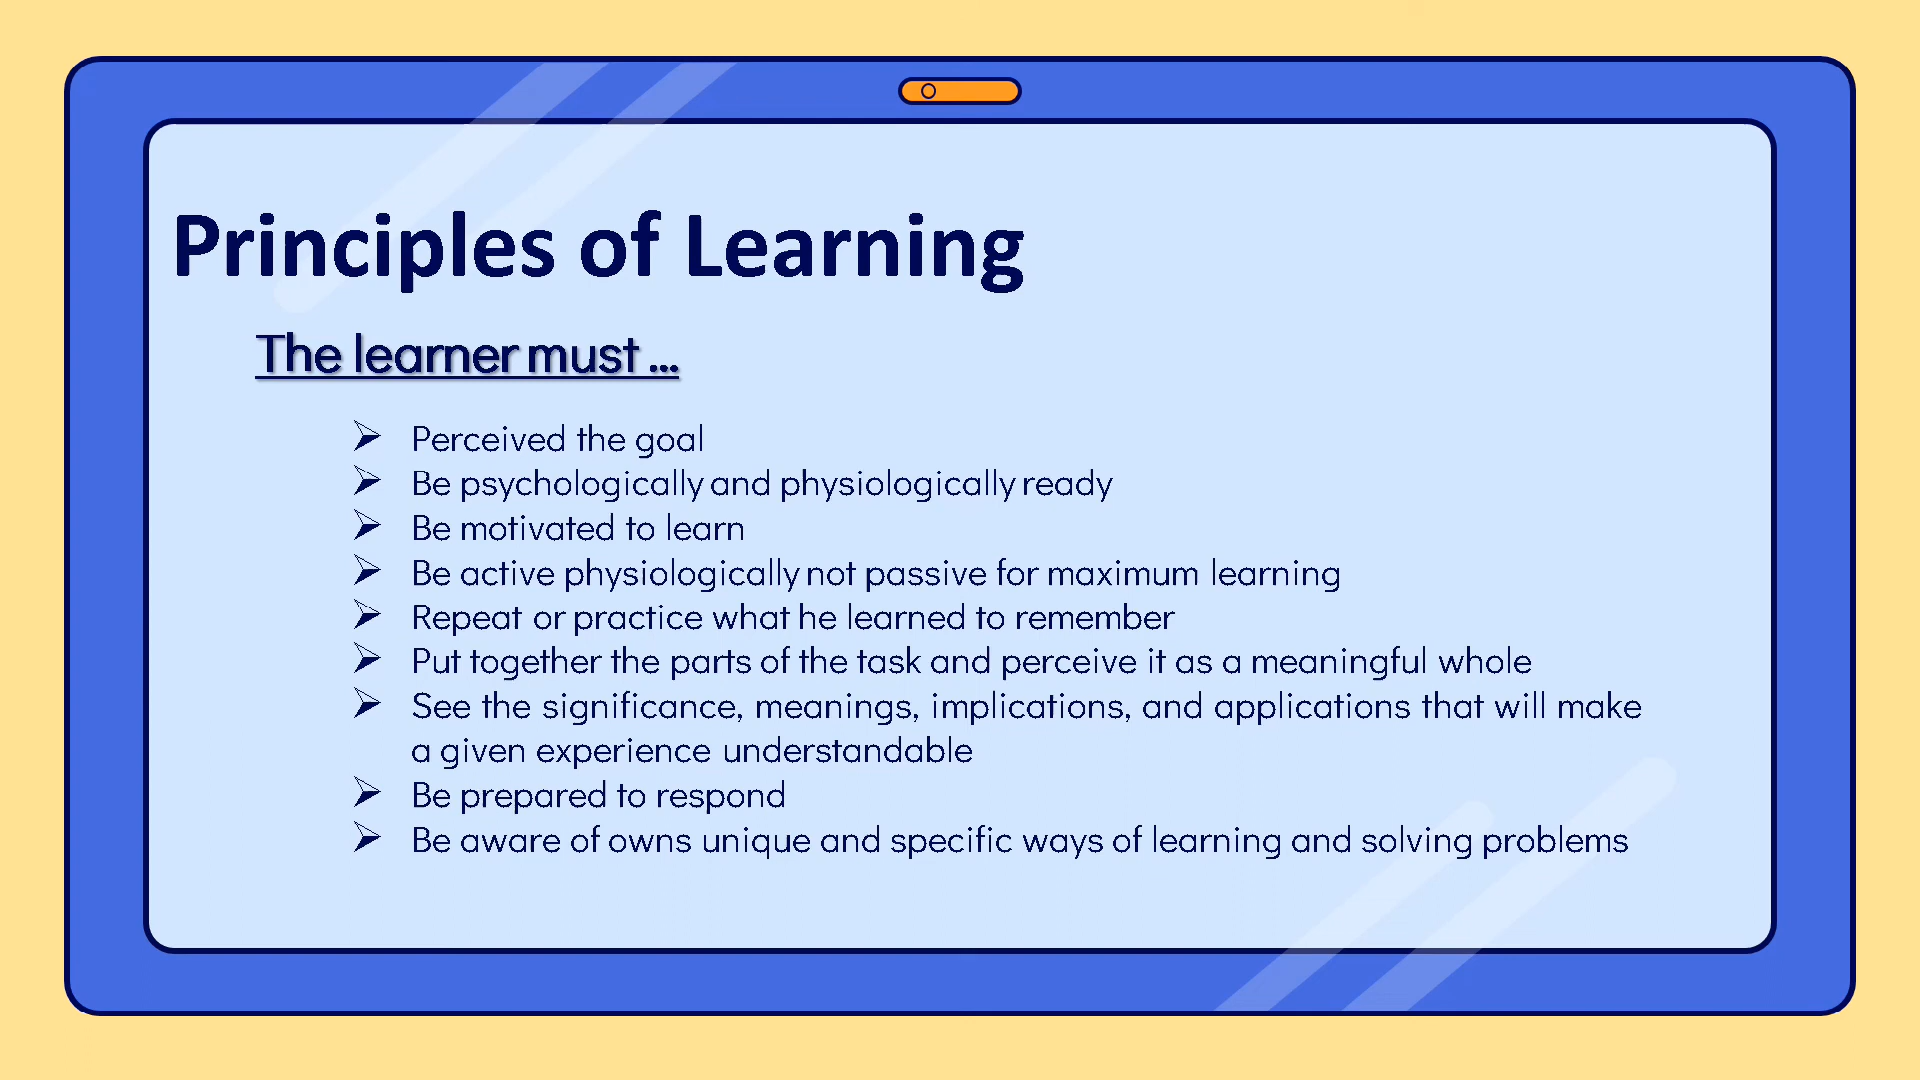 Principles of Learning
The learner must ...
➢ Perceived the goal
➢ Be psychologically and physiologically ready
➢ Be motivated to learn
➢ Be active physiologically not passive for maximum learning
➢ Repeat or practice what he learned to remember
➢ Put together the parts of the task and perceive it as a meaningful whole
➢ See the significance, meanings, implications, and applications that will make
a given experience understandable
➢ Be prepared to respond
➢ Be aware of owns unique and specific ways of learning and solving problems